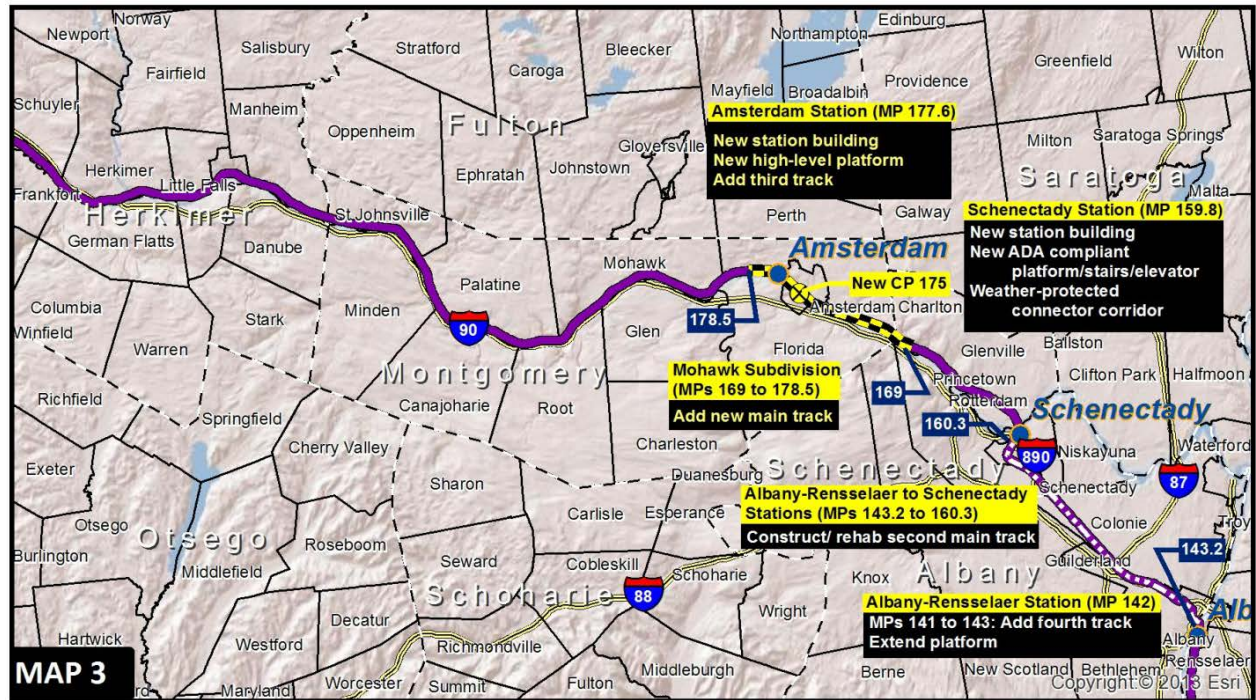 Newport
Norway
Fairfield
Salisbury
Stratford
Caroga
Bleecker
Northampton
Edinburg
Mayfield
Broadalbin
Providence
Greenfield
Wilton
Schuyler
Manheim
Oppenheim
Fulton
Gloversville
Johnstown
Ephratah
Amsterdam Station (MP 177.6)
New station building
New high-level platform
Add third track
Milton
Saratoga Springs
Saratoga
Malta
Herkimer
Frankfort
Little Falls
Herkimer
German Flatts
St Johnsville
Danube
Perth
Galway
Schenectady Station (MP 159.8)
New station building
New ADA compliant
platform/stairs/elevator
Weather-protected
connector corridor
Amsterdam
New CP 175
Mohawk
Palatine
Amsterdam
Charlton
Columbia
Winfield
Stark
Minden
90
Glen
178.5
Florida
Glenville
Ballston
Warren
Montgomery
Mohawk Subdivision
(MPs 169 to 178.5)
Add new main track
169
Princetown
Clifton Park
Halfmoon
Richfield
Springfield
Canajoharie
Root
Rotterdam
160.3
Schenectady
Cherry Valley
Charleston
890
Niskayuna
Waterford
Exeter
Duanesburg
Schenectady
87
Sharon
Schenectady
Otsego
Carlisle
Esperance
Albany-Rensselaer to Schenectady
Stations (MPs 143.2 to 160.3)
Construct/ rehab second main track
Colonie
Troy
Burlington
Otsego
Roseboom
Middlefield
Seward
Cobleskill
Schoharie
Guilderland
143.2
Schoharie
88
Knox
Albany
Decatur
Wright
Albany-Rensselaer Station (MP 142)
MPs 141 to 143: Add fourth track
Extend platform
Alb
Albany
Hartwick
Westford
Richmondville
Rensselaer
MAP 3
Maryland
Worcester
Summit
Fulton
Middleburgh
Berne
New Scotland
Bethlehem
Copyright © 2013 Esri